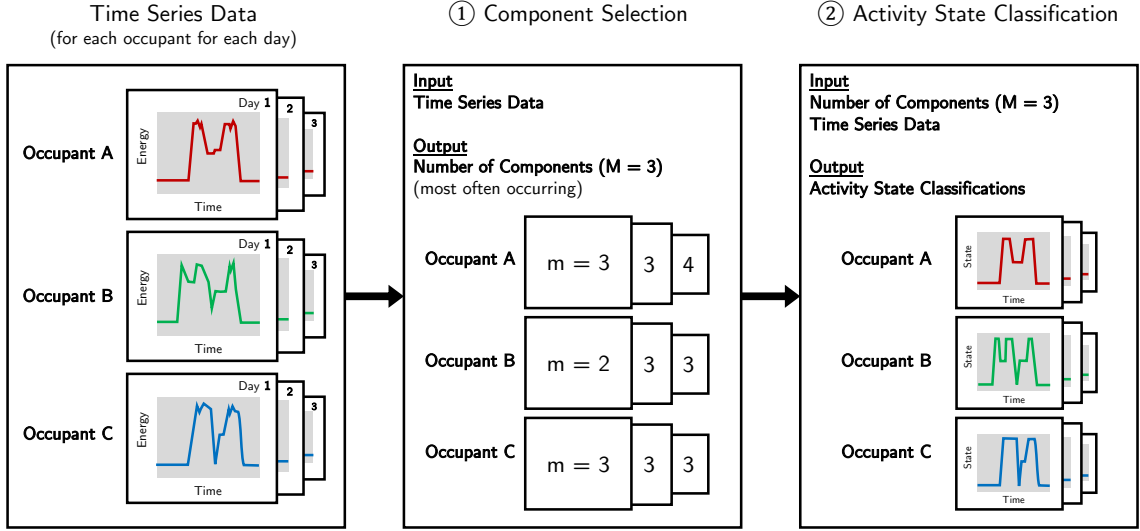 Time Series Data
(for each occupant for each day)
Occupant A
Day 1
2
3
Energy
Time
Occupant B
Day 1
2
3
Energy
Time
Occupant C
Day 1
2
3
Energy
Time
① Component Selection
Input
Time Series Data
Output
Number of Components (M = 3)
(most often occurring)
Occupant A
m = 3
3
4
Occupant B
m = 2
3
3
Occupant C
m = 3
3
3
② Activity State Classification
Input
Number of Components (M = 3)
Time Series Data
Output
Activity State Classifications
Occupant A
State
Time
Occupant B
State
Time
Occupant C
State
Time